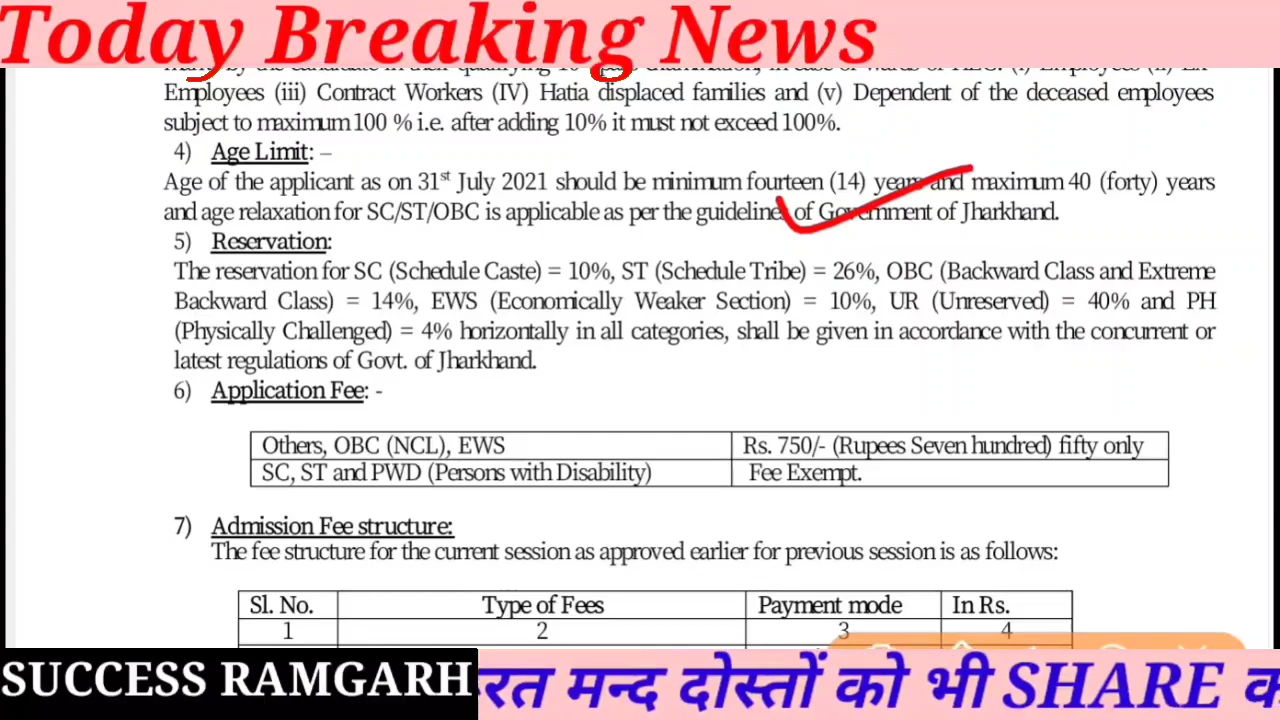 Today Breaking News
Employees (iii) Contract Workers (IV) Hatia displaced families and (v) Dependent of the deceased employees
subject to maximum 100 % i.e. after adding 10% it must not exceed 100%.
4) Age Limit: –
Age of the applicant as on 31st July 2021 should be minimum fourteen (14) years and maximum 40 (forty) years
and age relaxation for SC/ST/OBC is applicable as per the guidelines of Government of Jharkhand.
5) Reservation:
The reservation for SC (Schedule Caste) = 10%, ST (Schedule Tribe) = 26%, OBC (Backward Class and Extreme
Backward Class) = 14%, EWS (Economically Weaker Section) = 10%, UR (Unreserved) = 40% and PH
(Physically Challenged) = 4% horizontally in all categories, shall be given in accordance with the concurrent or
latest regulations of Govt. of Jharkhand.
6) Application Fee: -
Others, OBC (NCL), EWS Rs. 750/- (Rupees Seven hundred) fifty only
SC, ST and PWD (Persons with Disability) Fee Exempt.
7) Admission Fee structure:
The fee structure for the current session as approved earlier for previous session is as follows:
Sl. No. Type of Fees Payment mode In Rs.
1 2 3 4
SUCCESS RAMGARH मन्द दोस्तों को भी SHARE